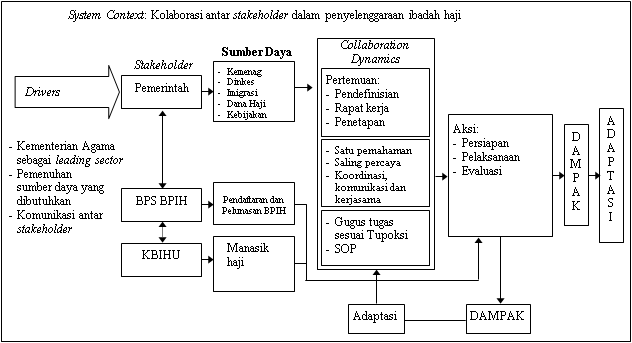 System Context: Kolaborasi antar stakeholder dalam penyelenggaraan ibadah haji
Drivers
- Kementerian Agama
sebagai leading sector
- Pemenuhan
sumber daya yang
dibutuhkan
- Komunikasi antar
stakeholder
Stakeholder
Pemerintah
BPS BPIH
KBIHU
Sumber Daya
- Kemenag
- Dinkes
- Imigrasi
- Dana Haji
- Kebijakan
Pendaftaran dan
Pelunasan BPIH
Manasik
haji
Collaboration
Dynamics
Pertemuan:
- Pendefinisian
- Rapat kerja
- Penetapan
- Satu pemahaman
- Saling percaya
- Koordinasi,
komunikasi dan
kerjasama
- Gugus tugas
sesuai Tupoksi
- SOP
Aksi:
- Persiapan
- Pelaksanaan
- Evaluasi
DAMPAK
ADAPTASI
Adaptasi
DAMPAK